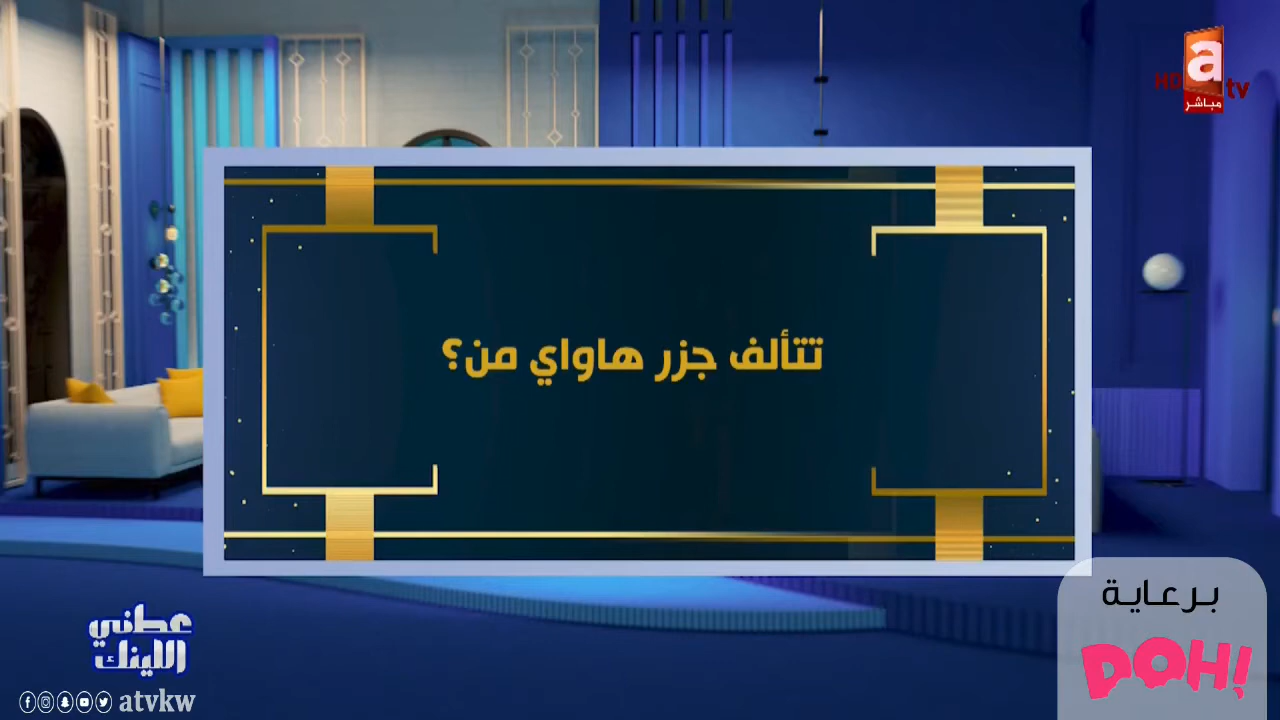 HD a tv
مباشر
تتألف جزر هاواي من؟
برعاية
DOH!
عطني
اللينك
atvkw